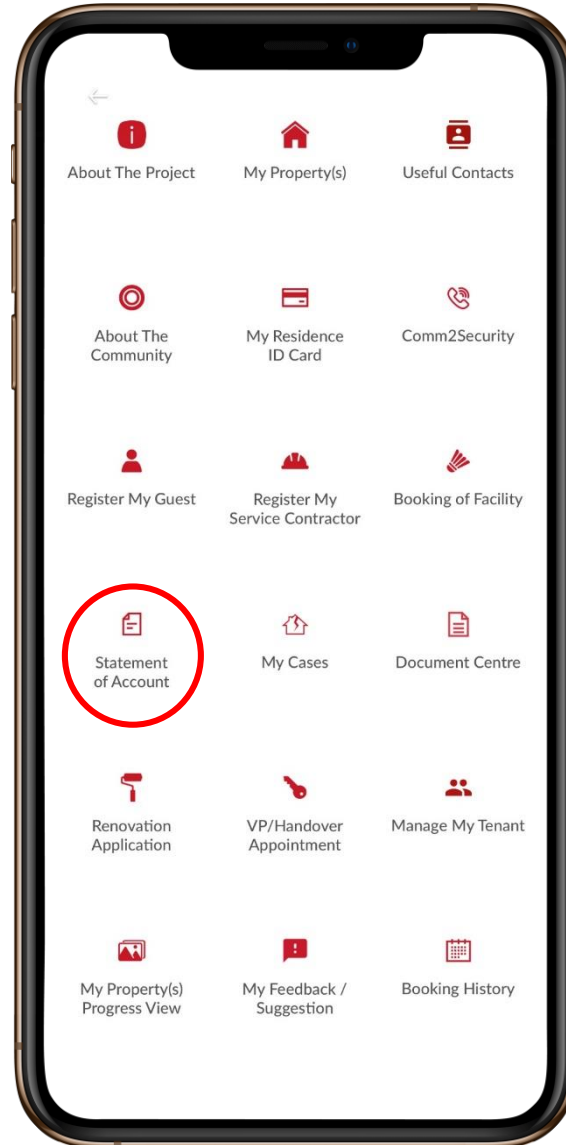 About The Project
My Property(s)
Useful Contacts
About The
Community
My Residence
ID Card
Comm2Security
Register My Guest
Register My
Service Contractor
Booking of Facility
Statement
of Account
My Cases
Document Centre
Renovation
Application
VP/Handover
Appointment
Manage My Tenant
My Property(s)
Progress View
My Feedback /
Suggestion
Booking History